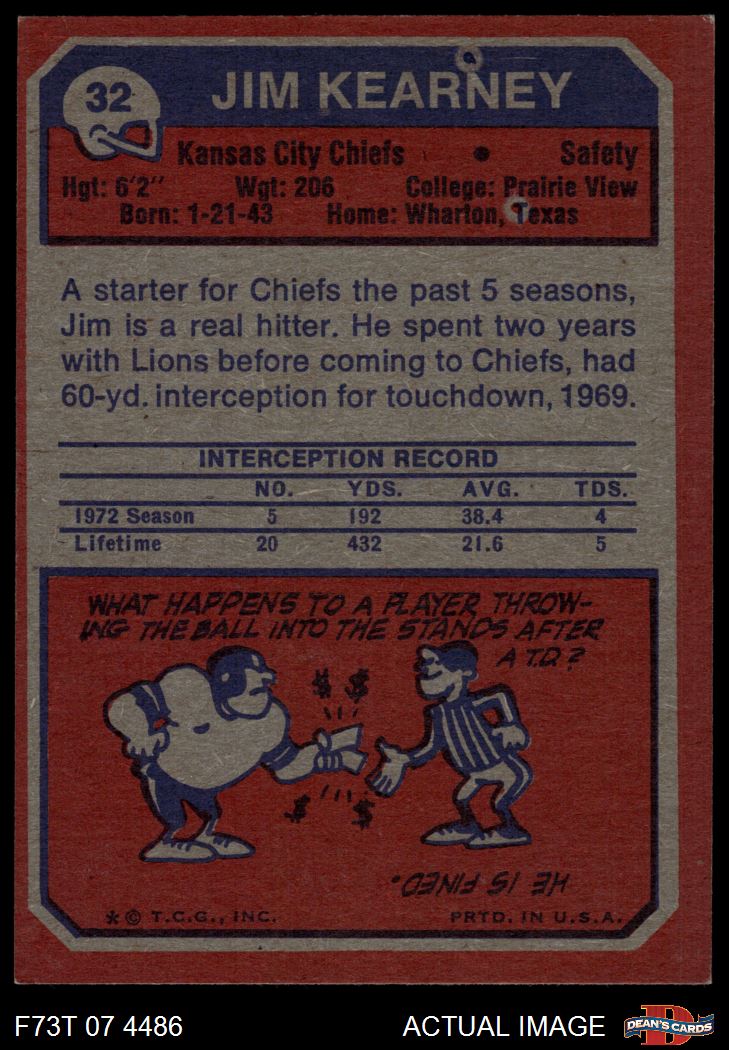 32
JIM KEARNEY
Kansas City Chiefs • Safety
Hgt: 6'2" Wgt: 206 College: Prairie View
Born: 1-21-43 Home: Wharton, Texas
A starter for Chiefs the past 5 seasons,
Jim is a real hitter. He spent two years
with Lions before coming to Chiefs, had
60-yd. interception for touchdown, 1969.
INTERCEPTION RECORD
NO. YDS. AVG. TDS.
1972 Season 5 192 38.4 4
Lifetime 20 432 21.6 5
WHAT HAPPENS TO A PLAYER THROW-
ING THE BALL INTO THE STANDS AFTER
A T.D.?
$ $
$ $
HE IS FINED.
* © T.C.G., INC. PRTD. IN U.S.A.
F73T 07 4486 ACTUAL IMAGE
D
DEAN'S CARDS